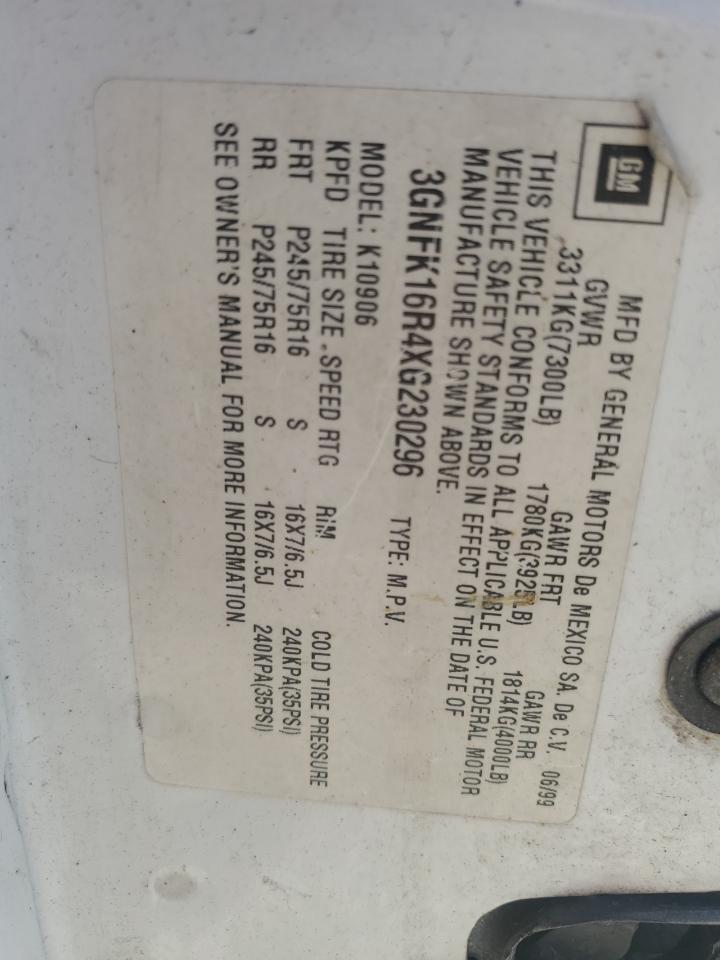 GM
MFD BY GENERAL MOTORS De MEXICO SA. De C.V. 06/99
GVWR GAWR FRT GAWR RR
3311KG(7300LB) 1780KG(3925LB) 1814KG(4000LB)
THIS VEHICLE CONFORMS TO ALL APPLICABLE U.S. FEDERAL MOTOR
VEHICLE SAFETY STANDARDS IN EFFECT ON THE DATE OF
MANUFACTURE SHOWN ABOVE.
3GNFK16R4XG230296 TYPE: M.P.V.
MODEL: K10906
KPFD TIRE SIZE SPEED RTG RIM COLD TIRE PRESSURE
FRT P245/75R16 S 16X7/6.5J 240KPA(35PSI)
RR P245/75R16 S 16X7/6.5J 240KPA(35PSI)
SEE OWNER'S MANUAL FOR MORE INFORMATION.